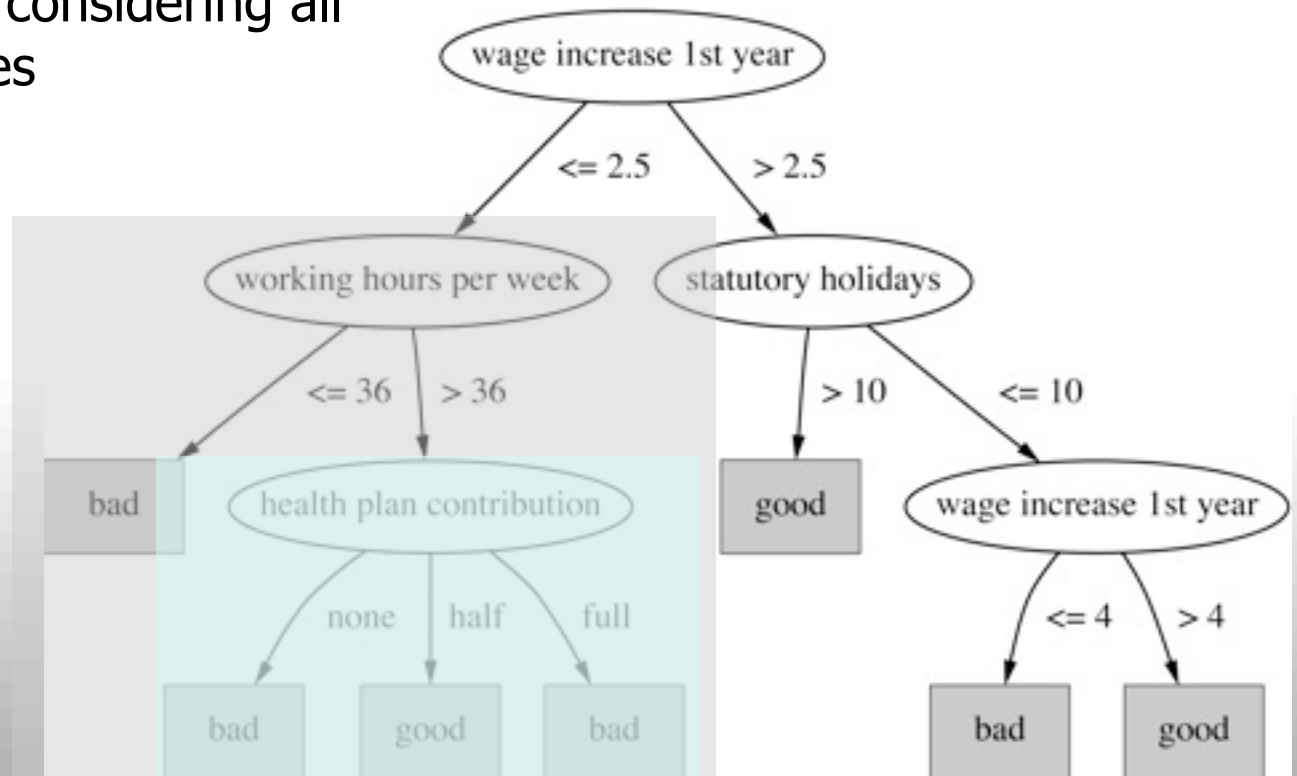 considering all
es
wage increase 1st year
<= 2.5
> 2.5
working hours per week
statutory holidays
<= 36
> 36
> 10
<= 10
bad
health plan contribution
good
wage increase 1st year
none
half
full
<= 4
> 4
bad
good
bad
bad
good